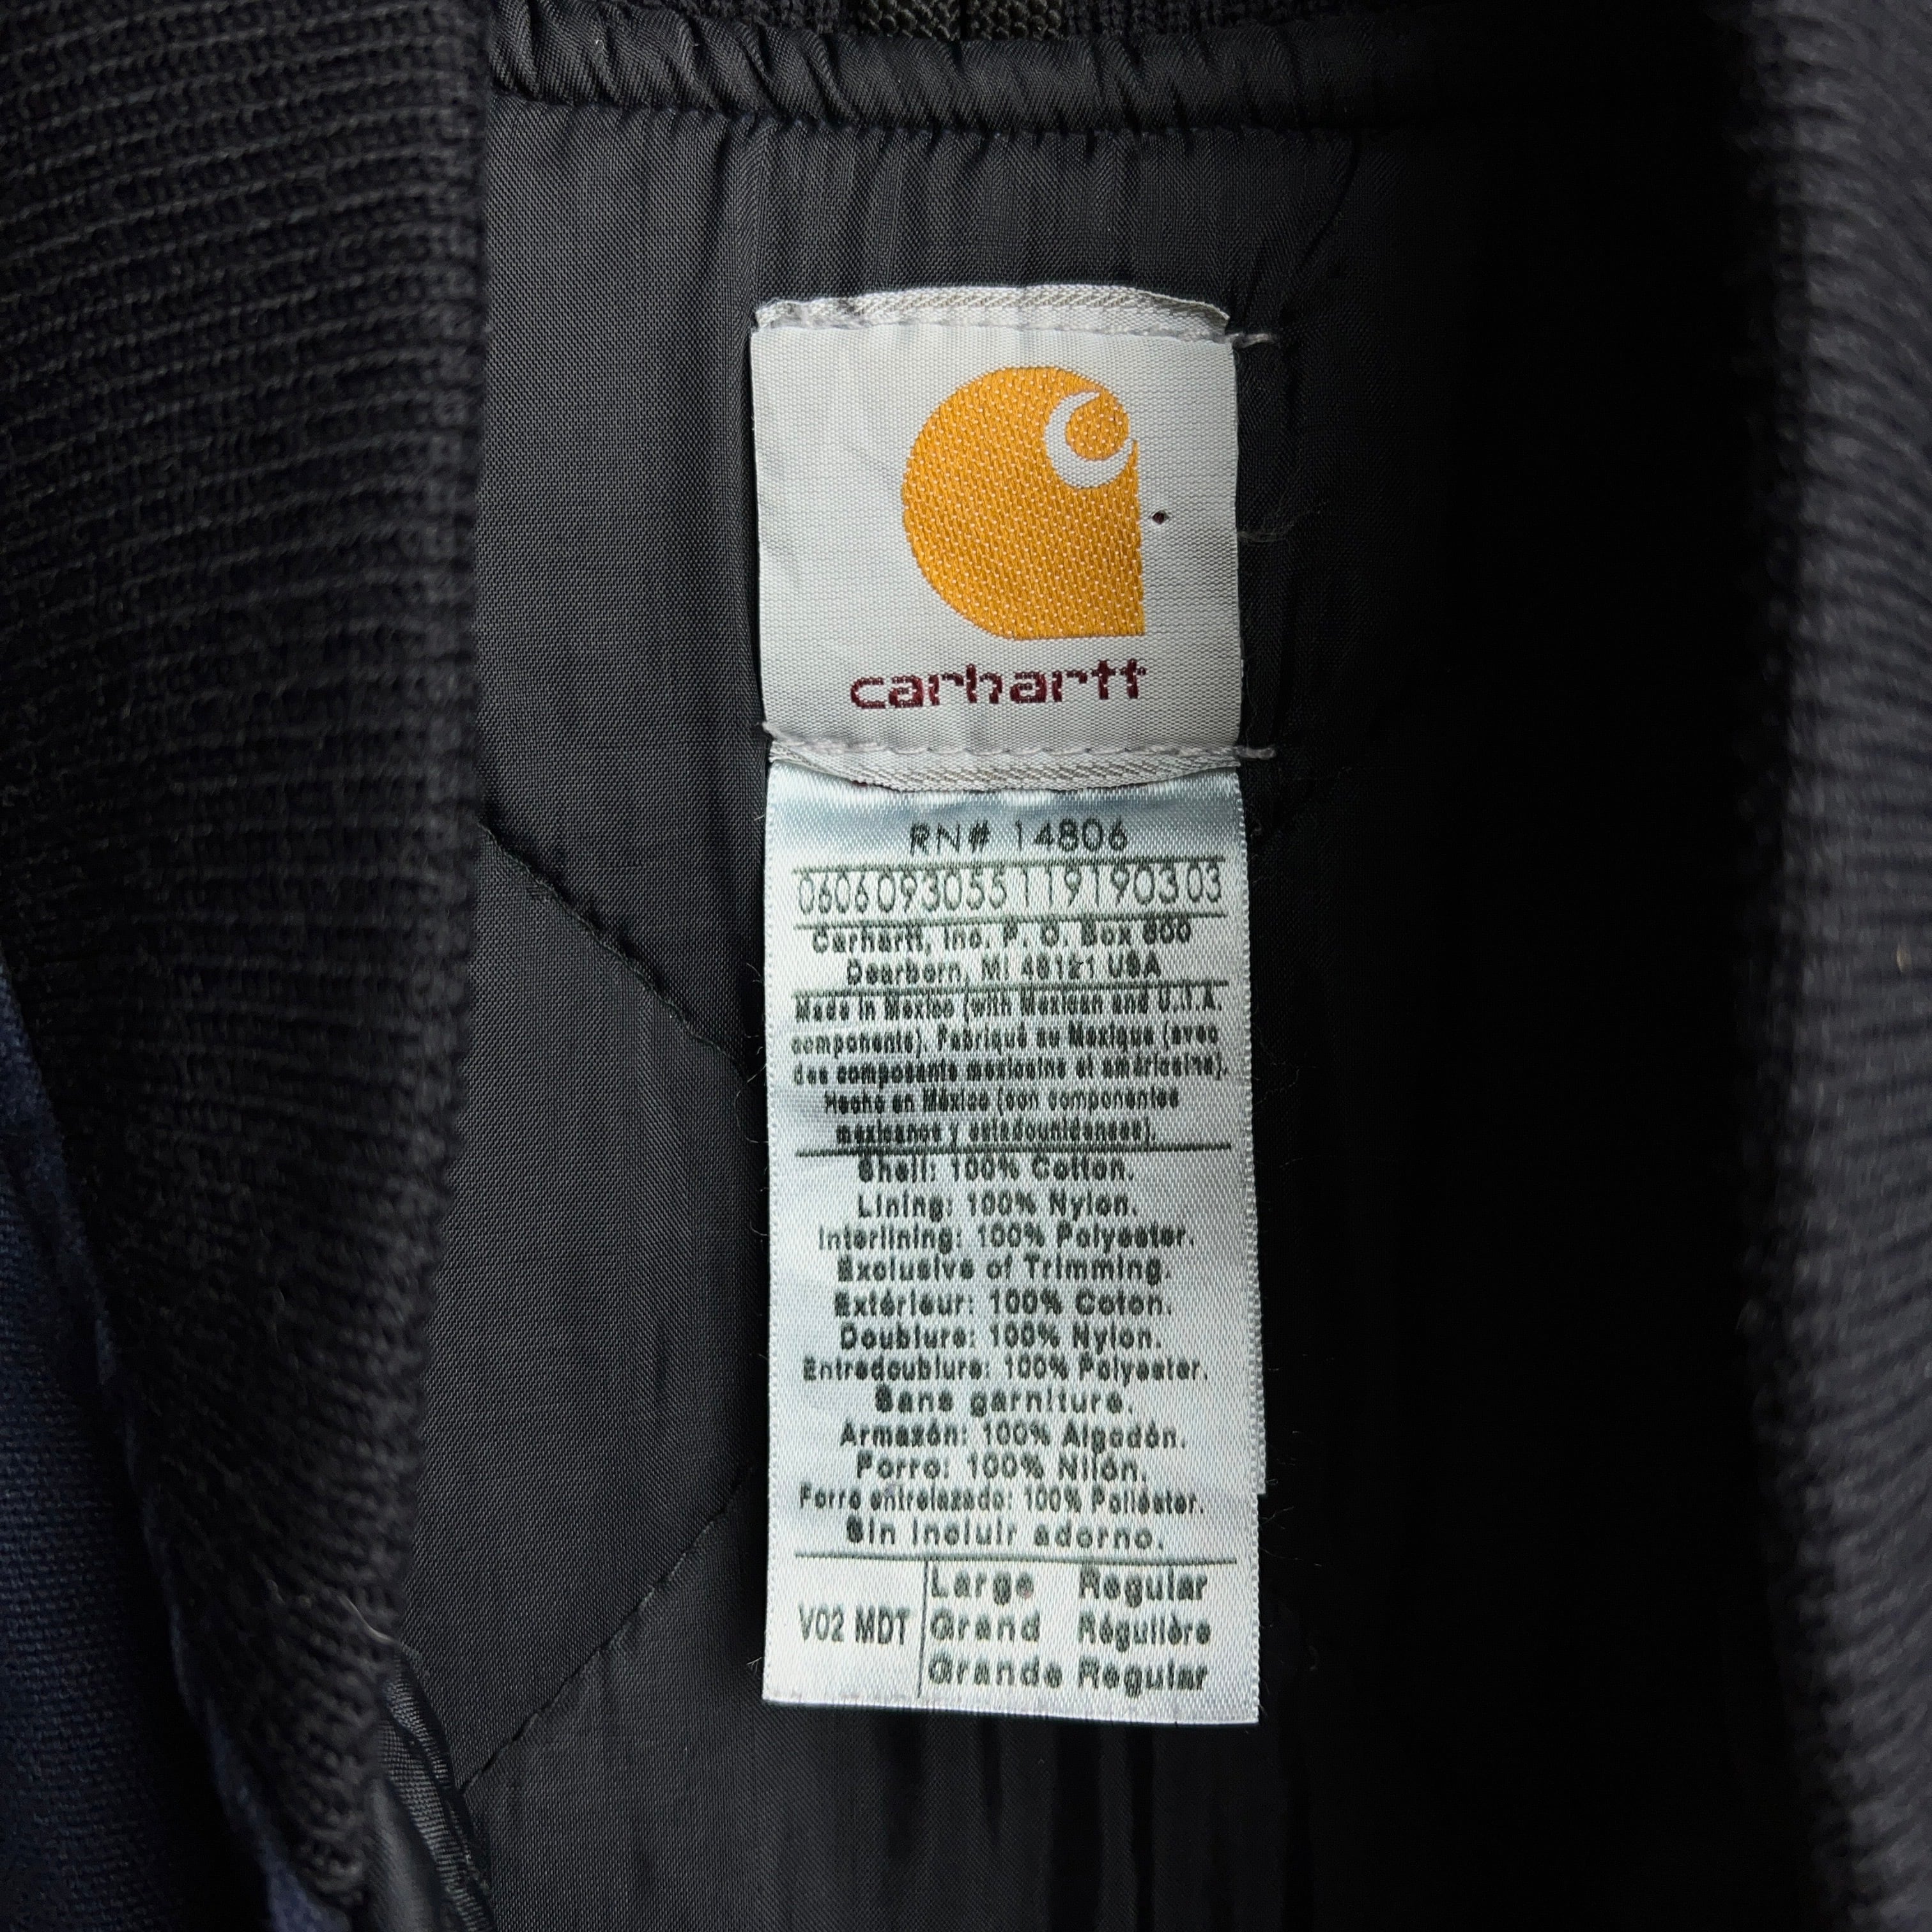 carhartt
RN# 14806
0606093055119190303
Carhartt, Inc. P. O. Box 600
Dearborn, MI 48121 USA
Made in Mexico (with Mexican and U.S.A.
components). Fabriqué au Mexique (avec
des composants mexicains et américains).
Hecho en México (con componentes
mexicanos y estadounidenses).
Shell: 100% Cotton.
Lining: 100% Nylon.
Interlining: 100% Polyester.
Exclusive of Trimming.
Extérieur: 100% Coton.
Doublure: 100% Nylon.
Entredoublure: 100% Polyester.
Sans garniture.
Armazón: 100% Algodón.
Forro: 100% Nilón.
Forro entrelazado: 100% Poliéster.
Sin incluir adorno.
V02 MDT
Large Regular
Grand Régulière
Grande Regular